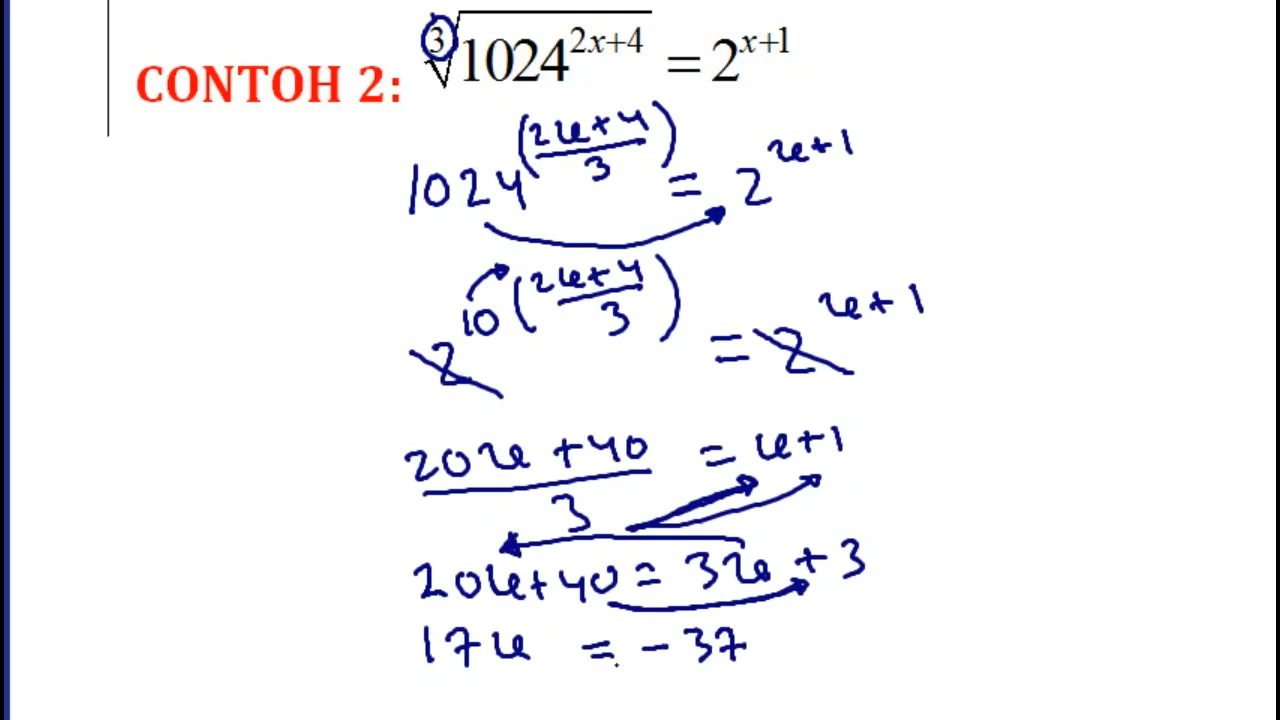 CONTOH 2: ∛(1024^(2x+4)) = 2^(x+1)
1024^((2x+4)/3) = 2^(x+1)
2^(10((2x+4)/3)) = 2^(x+1)
(20x+40)/3 = x+1
20x+40 = 3x+3
17x = -37